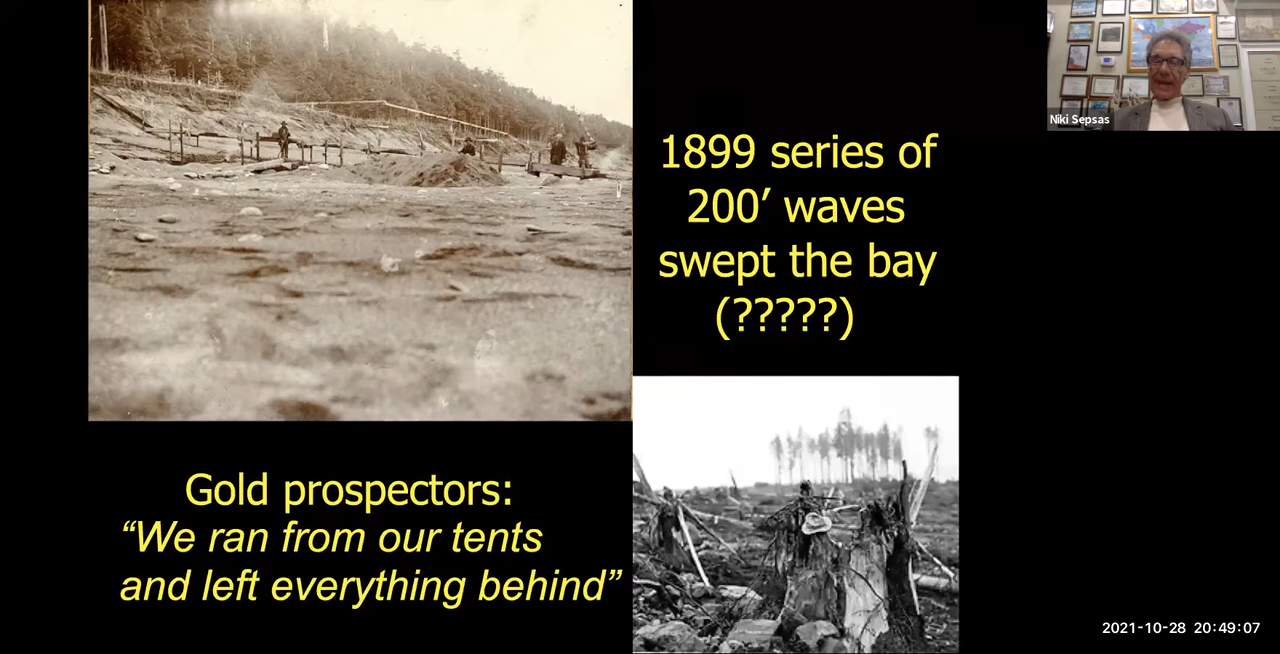 1899 series of
200’ waves
swept the bay
(?????)
Gold prospectors:
“We ran from our tents
and left everything behind”
Niki Sepsas
2021-10-28 20:49:07